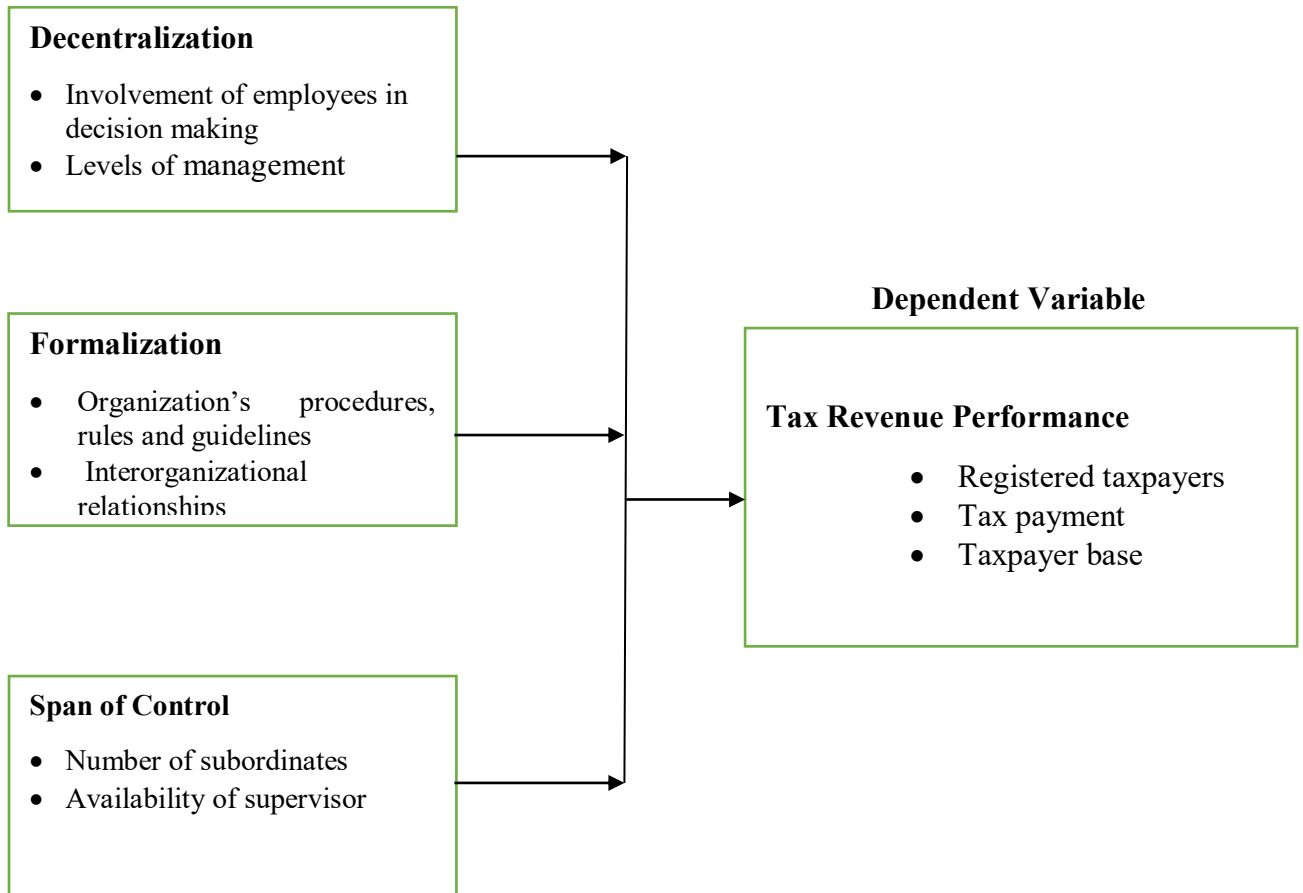 Decentralization
• Involvement of employees in
decision making
• Levels of management
Formalization
• Organization’s procedures,
rules and guidelines
• Interorganizational
relationships
Span of Control
• Number of subordinates
• Availability of supervisor
Dependent Variable
Tax Revenue Performance
• Registered taxpayers
• Tax payment
• Taxpayer base